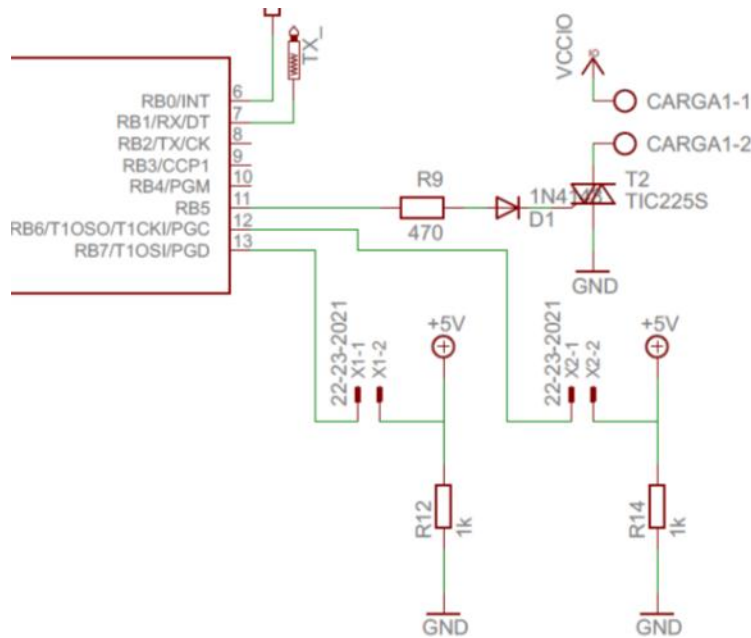 TX_
VCCIO
CARGA1-1
CARGA1-2
6
RB0/INT
7
RB1/RX/DT
8
RB2/TX/CK
9
RB3/CCP1
10
RB4/PGM
11
RB5
12
RB6/T1OSO/T1CKI/PGC
13
RB7/T1OSI/PGD
R9
470
1N4148
D1
T2
TIC225S
GND
22-23-2021
X1-1
X1-2
+5V
22-23-2021
X2-1
X2-2
+5V
R12
1k
R14
1k
GND
GND